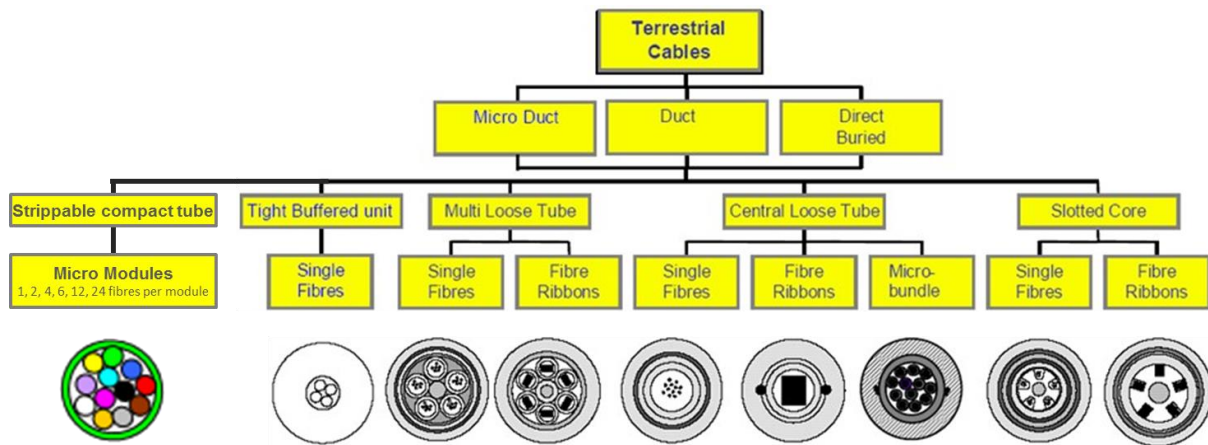 Terrestrial
Cables
Micro Duct
Duct
Direct
Buried
Strippable compact tube
Tight Buffered unit
Multi Loose Tube
Central Loose Tube
Slotted Core
Micro Modules
1, 2, 4, 6, 12, 24 fibres per module
Single
Fibres
Single
Fibres
Fibre
Ribbons
Single
Fibres
Fibre
Ribbons
Micro-
bundle
Single
Fibres
Fibre
Ribbons